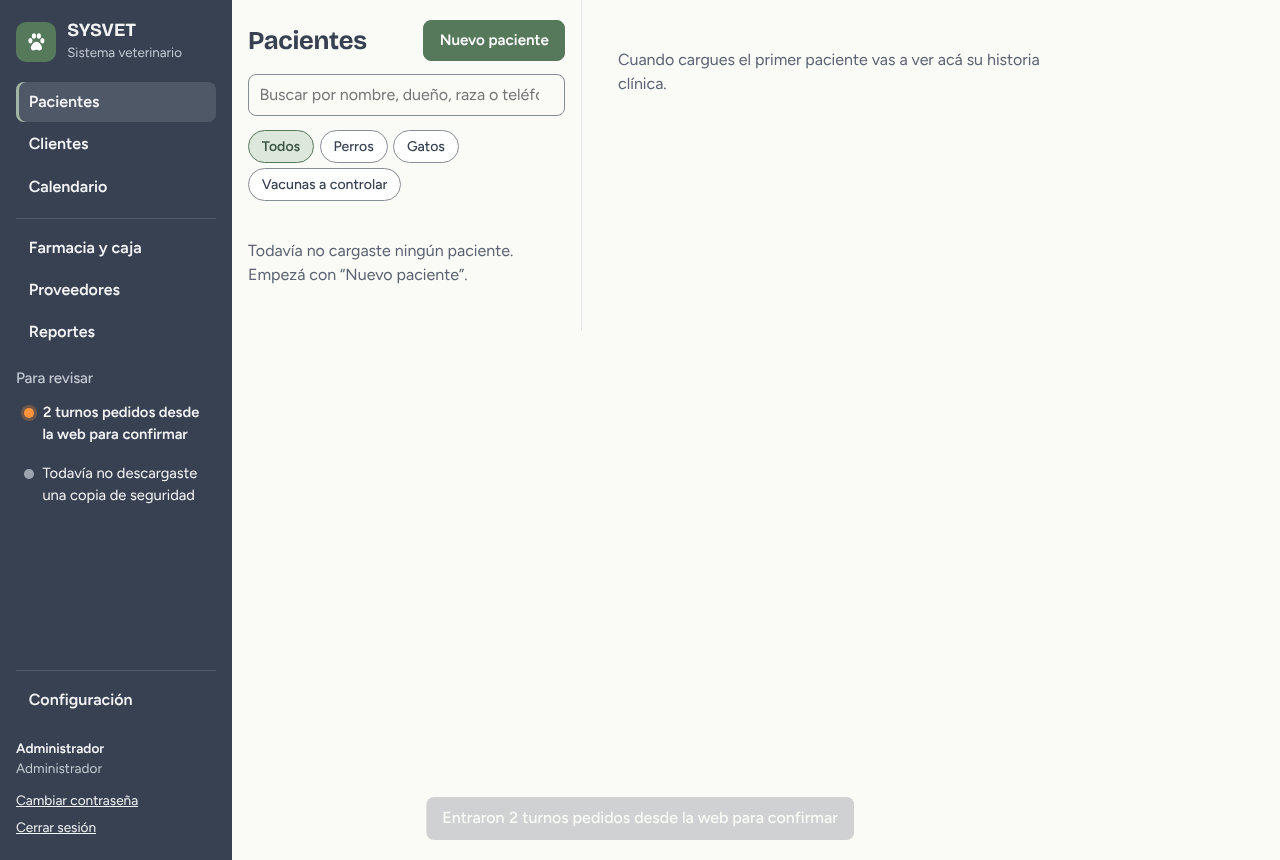 SYSVET
Sistema veterinario
Pacientes
Clientes
Calendario
Farmacia y caja
Proveedores
Reportes
Para revisar
2 turnos pedidos desde
la web para confirmar
Todavía no descargaste
una copia de seguridad
Configuración
Administrador
Administrador
Cambiar contraseña
Cerrar sesión
Pacientes
Nuevo paciente
Buscar por nombre, dueño, raza o teléfo
Todos
Perros
Gatos
Vacunas a controlar
Todavía no cargaste ningún paciente.
Empezá con “Nuevo paciente”.
Cuando cargues el primer paciente vas a ver acá su historia
clínica.
Entraron 2 turnos pedidos desde la web para confirmar